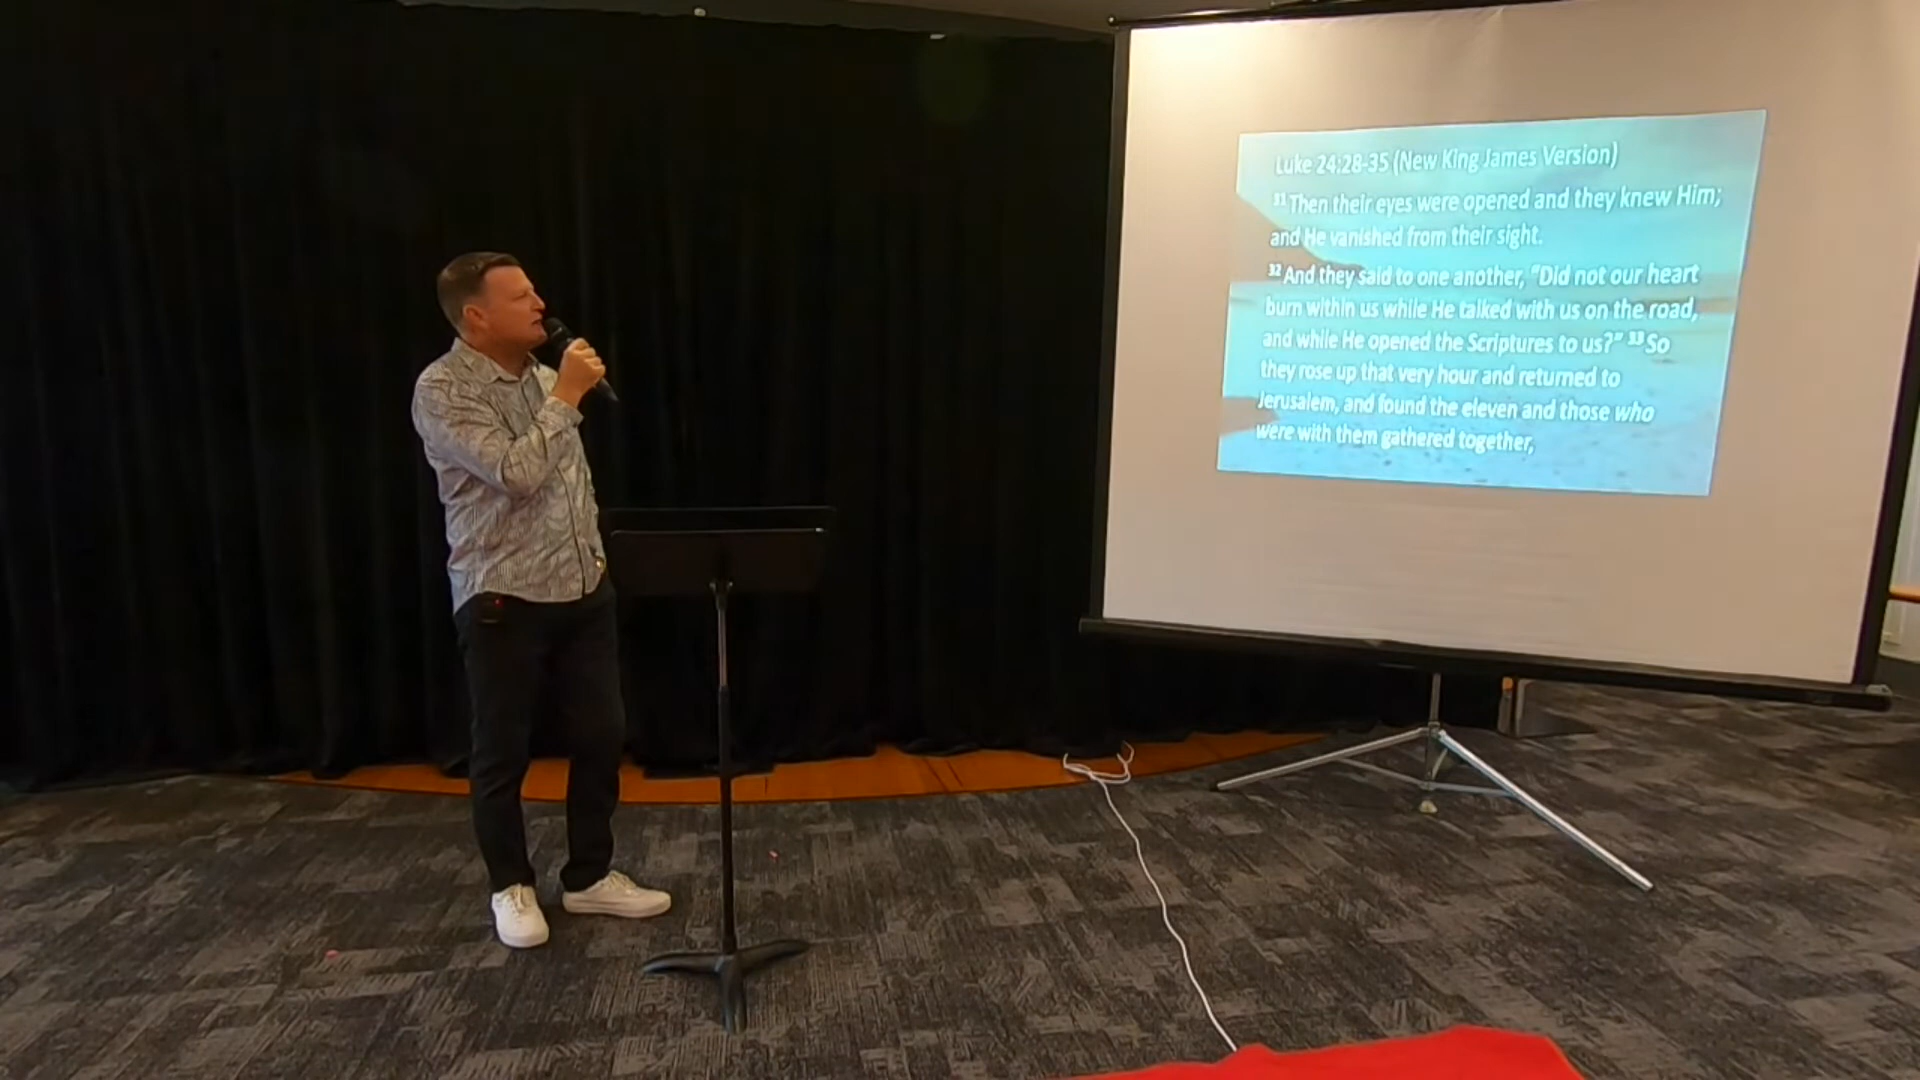 Luke 24:28-35 (New King James Version)
31 Then their eyes were opened and they knew Him;
and He vanished from their sight.
32 And they said to one another, "Did not our heart
burn within us while He talked with us on the road,
and while He opened the Scriptures to us?" 33 So
they rose up that very hour and returned to
Jerusalem, and found the eleven and those who
were with them gathered together,